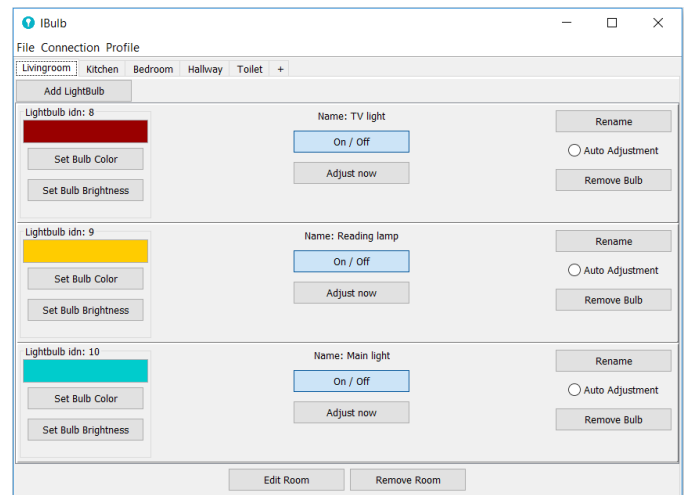 IBulb
File Connection Profile
Livingroom Kitchen Bedroom Hallway Toilet +
Add LightBulb
Lightbulb idn: 8
Name: TV light
Rename
On / Off
Set Bulb Color
Auto Adjustment
Adjust now
Set Bulb Brightness
Remove Bulb
Lightbulb idn: 9
Name: Reading lamp
Rename
On / Off
Set Bulb Color
Auto Adjustment
Adjust now
Set Bulb Brightness
Remove Bulb
Lightbulb idn: 10
Name: Main light
Rename
On / Off
Set Bulb Color
Auto Adjustment
Adjust now
Set Bulb Brightness
Remove Bulb
Edit Room Remove Room